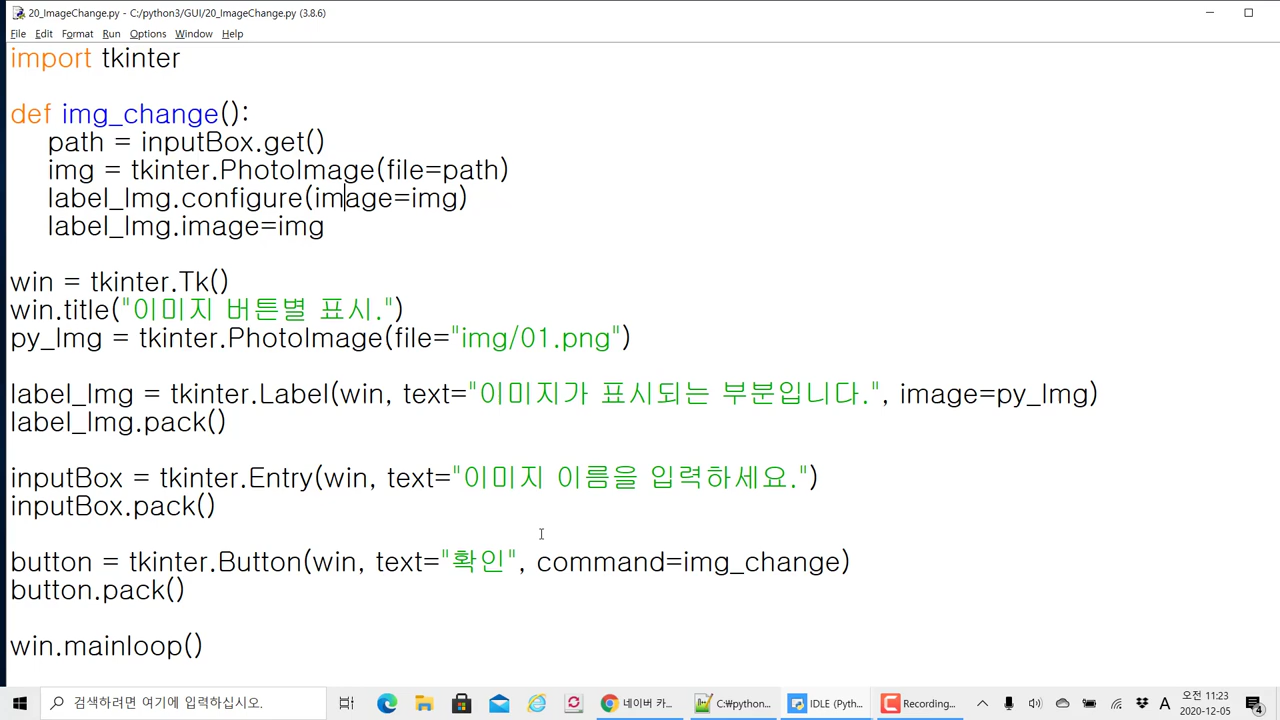 20_ImageChange.py - C:/python3/GUI/20_ImageChange.py (3.8.6)
File Edit Format Run Options Window Help
import tkinter
def img_change():
path = inputBox.get()
img = tkinter.PhotoImage(file=path)
label_Img.configure(image=img)
label_Img.image=img
win = tkinter.Tk()
win.title("이미지 버튼별 표시.")
py_Img = tkinter.PhotoImage(file="img/01.png")
label_Img = tkinter.Label(win, text="이미지가 표시되는 부분입니다.", image=py_Img)
label_Img.pack()
inputBox = tkinter.Entry(win, text="이미지 이름을 입력하세요.")
inputBox.pack()
button = tkinter.Button(win, text="확인", command=img_change)
button.pack()
win.mainloop()
검색하려면 여기에 입력하십시오.
네이버 카...
C:₩python...
IDLE (Pyth...
Recording...
A
오전 11:23
2020-12-05
4